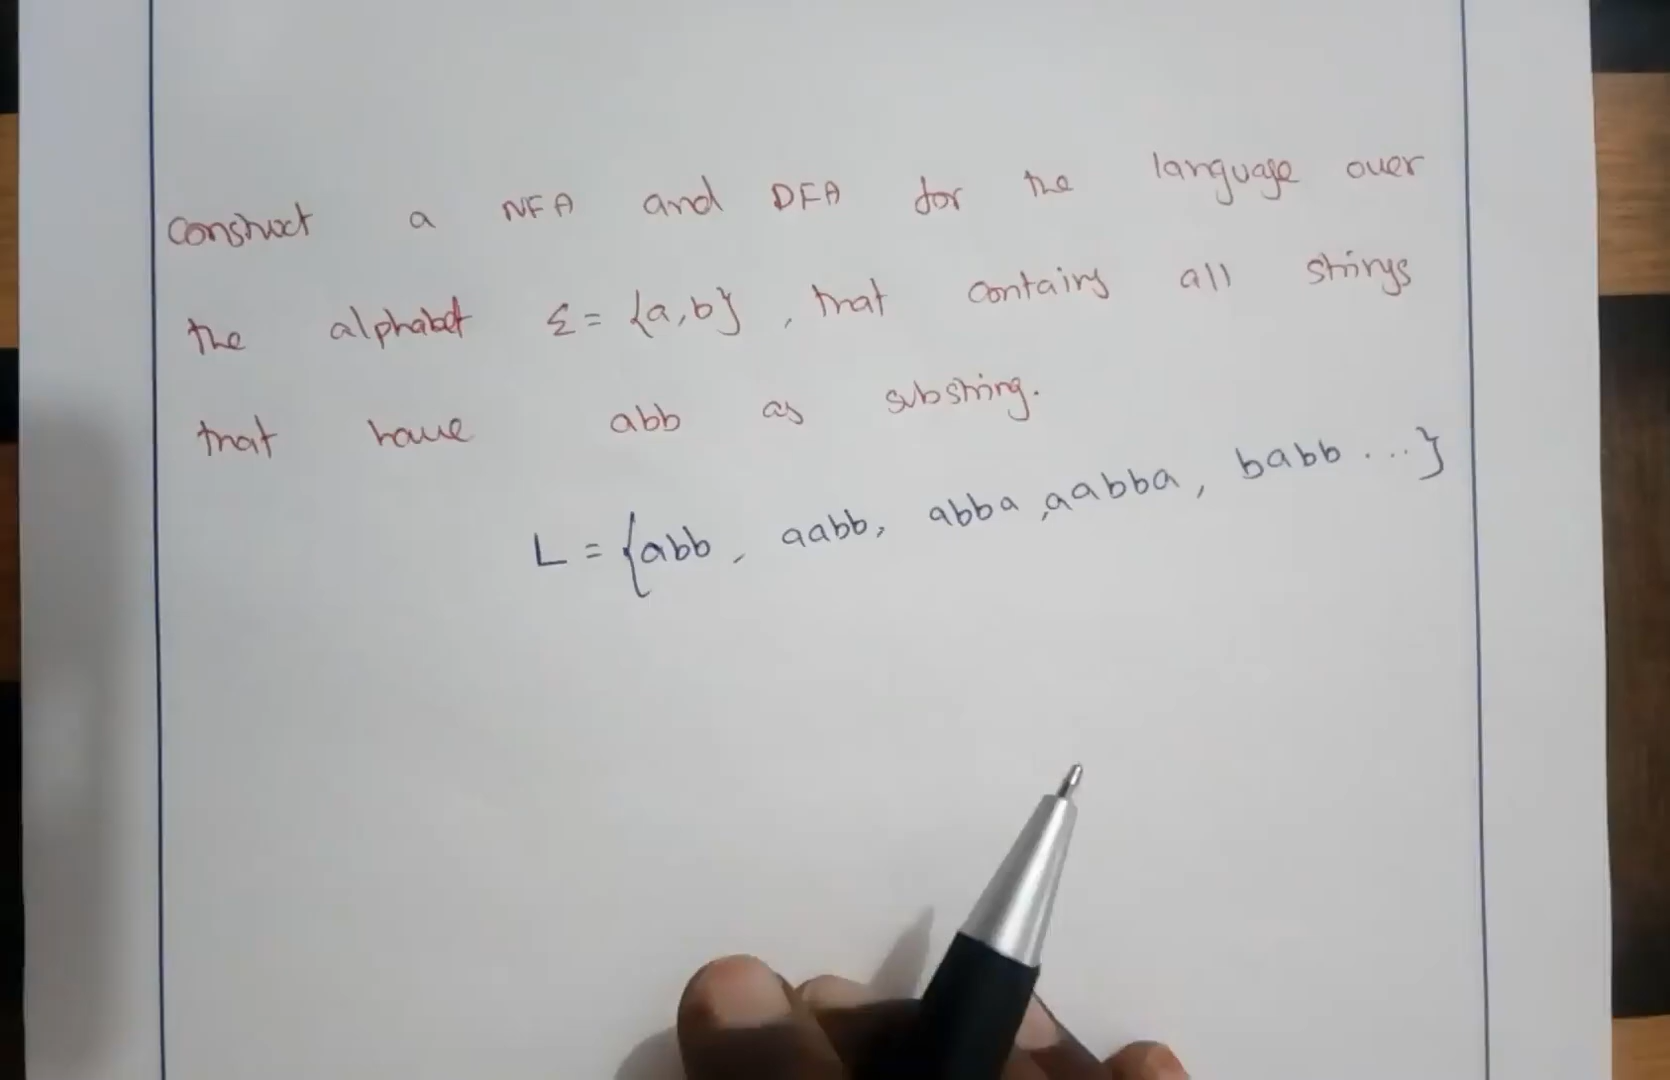 construct a NFA and DFA for the language over
the alphabet Σ = {a,b} , that contains all strings
that have abb as substring.
L = {abb, aabb, abba, aabba, babb ...}